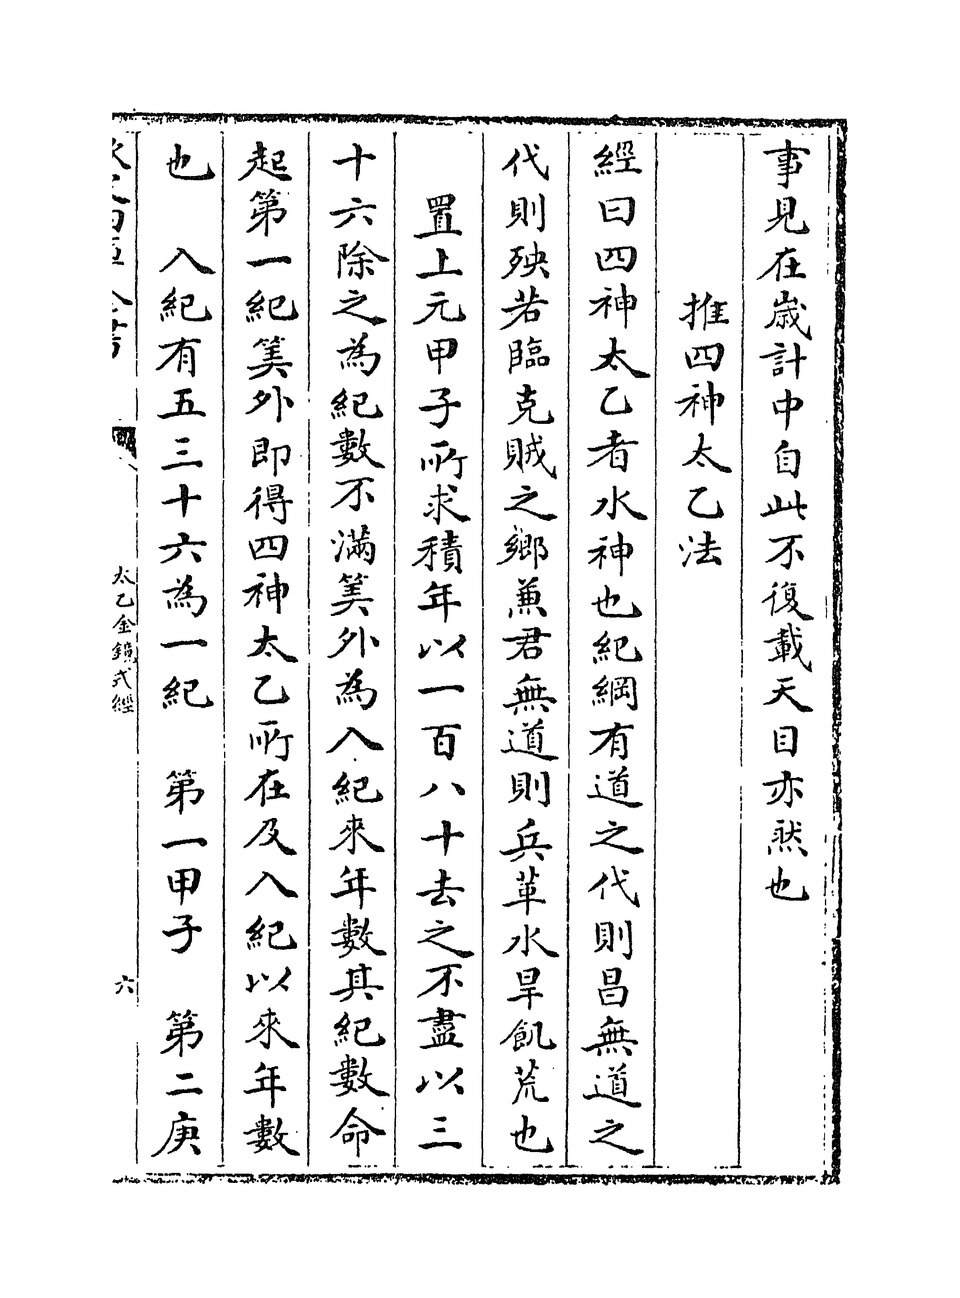 事見在歳計中自此不復載天目亦然也
推四神太乙法
經曰四神太乙者水神也紀綱有道之代則昌無道之
代則殃若臨克賊之鄉兼君無道則兵革水旱飢荒也
置上元甲子所求積年以一百八十去之不盡以三
十六除之為紀數不滿筭外為入紀來年數其紀數命
起第一紀筭外即得四神太乙所在及入紀以來年數
也　入紀有五三十六為一紀　第一甲子　第二庚
太乙金鏡式經
六